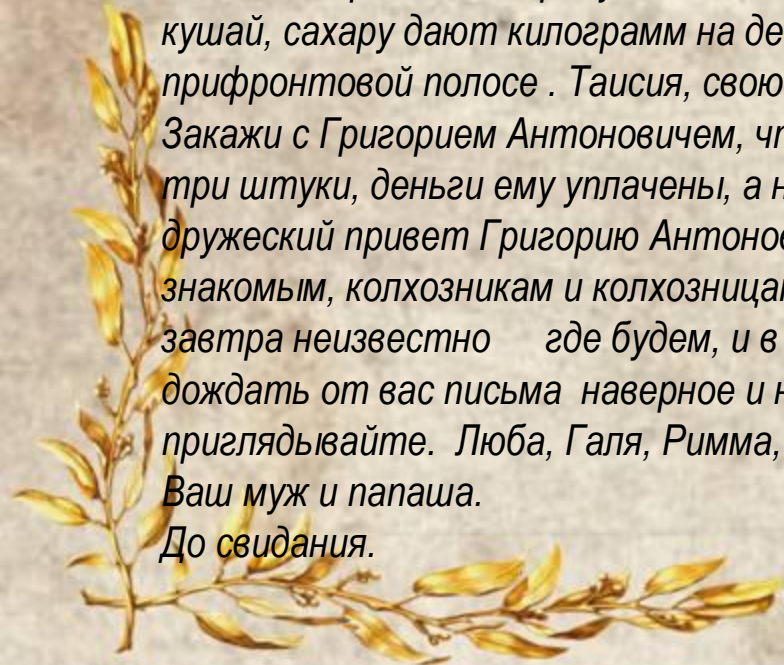 кушай, сахару дают килограмм на де
прифронтовой полосе . Таисия, свою
Закажи с Григорием Антоновичем, чт
три штуки, деньги ему уплачены, а н
дружеский привет Григорию Антонов
знакомым, колхозникам и колхозницам
завтра неизвестно где будем, и в
дождать от вас письма наверное и н
приглядывайте. Люба, Галя, Римма,
Ваш муж и папаша.
До свидания.